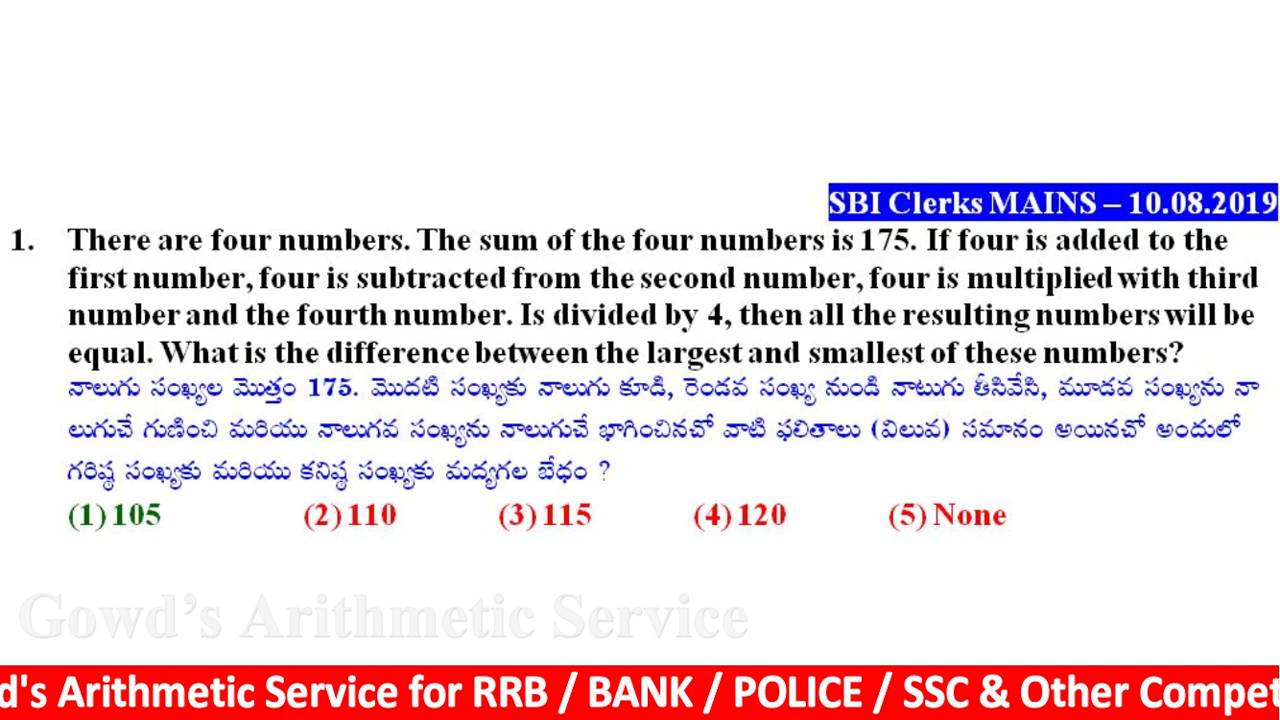 SBI Clerks MAINS – 10.08.2019
1. There are four numbers. The sum of the four numbers is 175. If four is added to the
first number, four is subtracted from the second number, four is multiplied with third
number and the fourth number. Is divided by 4, then all the resulting numbers will be
equal. What is the difference between the largest and smallest of these numbers?
నాలుగు సంఖ్యల మొత్తం 175. మొదటి సంఖ్యకు నాలుగు కూడి, రెండవ సంఖ్య నుండి నాటుగు తీసివేసి, మూడవ సంఖ్యను నా
లుగుచే గుణించి మరియు నాలుగవ సంఖ్యను నాలుగుచే భాగించినచో వాటి ఫలితాలు (విలువ) సమానం అయినచో అందులో
గరిష్ఠ సంఖ్యకు మరియు కనిష్ఠ సంఖ్యకు మద్యగల బేధం ?
(1) 105 (2) 110 (3) 115 (4) 120 (5) None
Gowd's Arithmetic Service
d's Arithmetic Service for RRB / BANK / POLICE / SSC & Other Compet